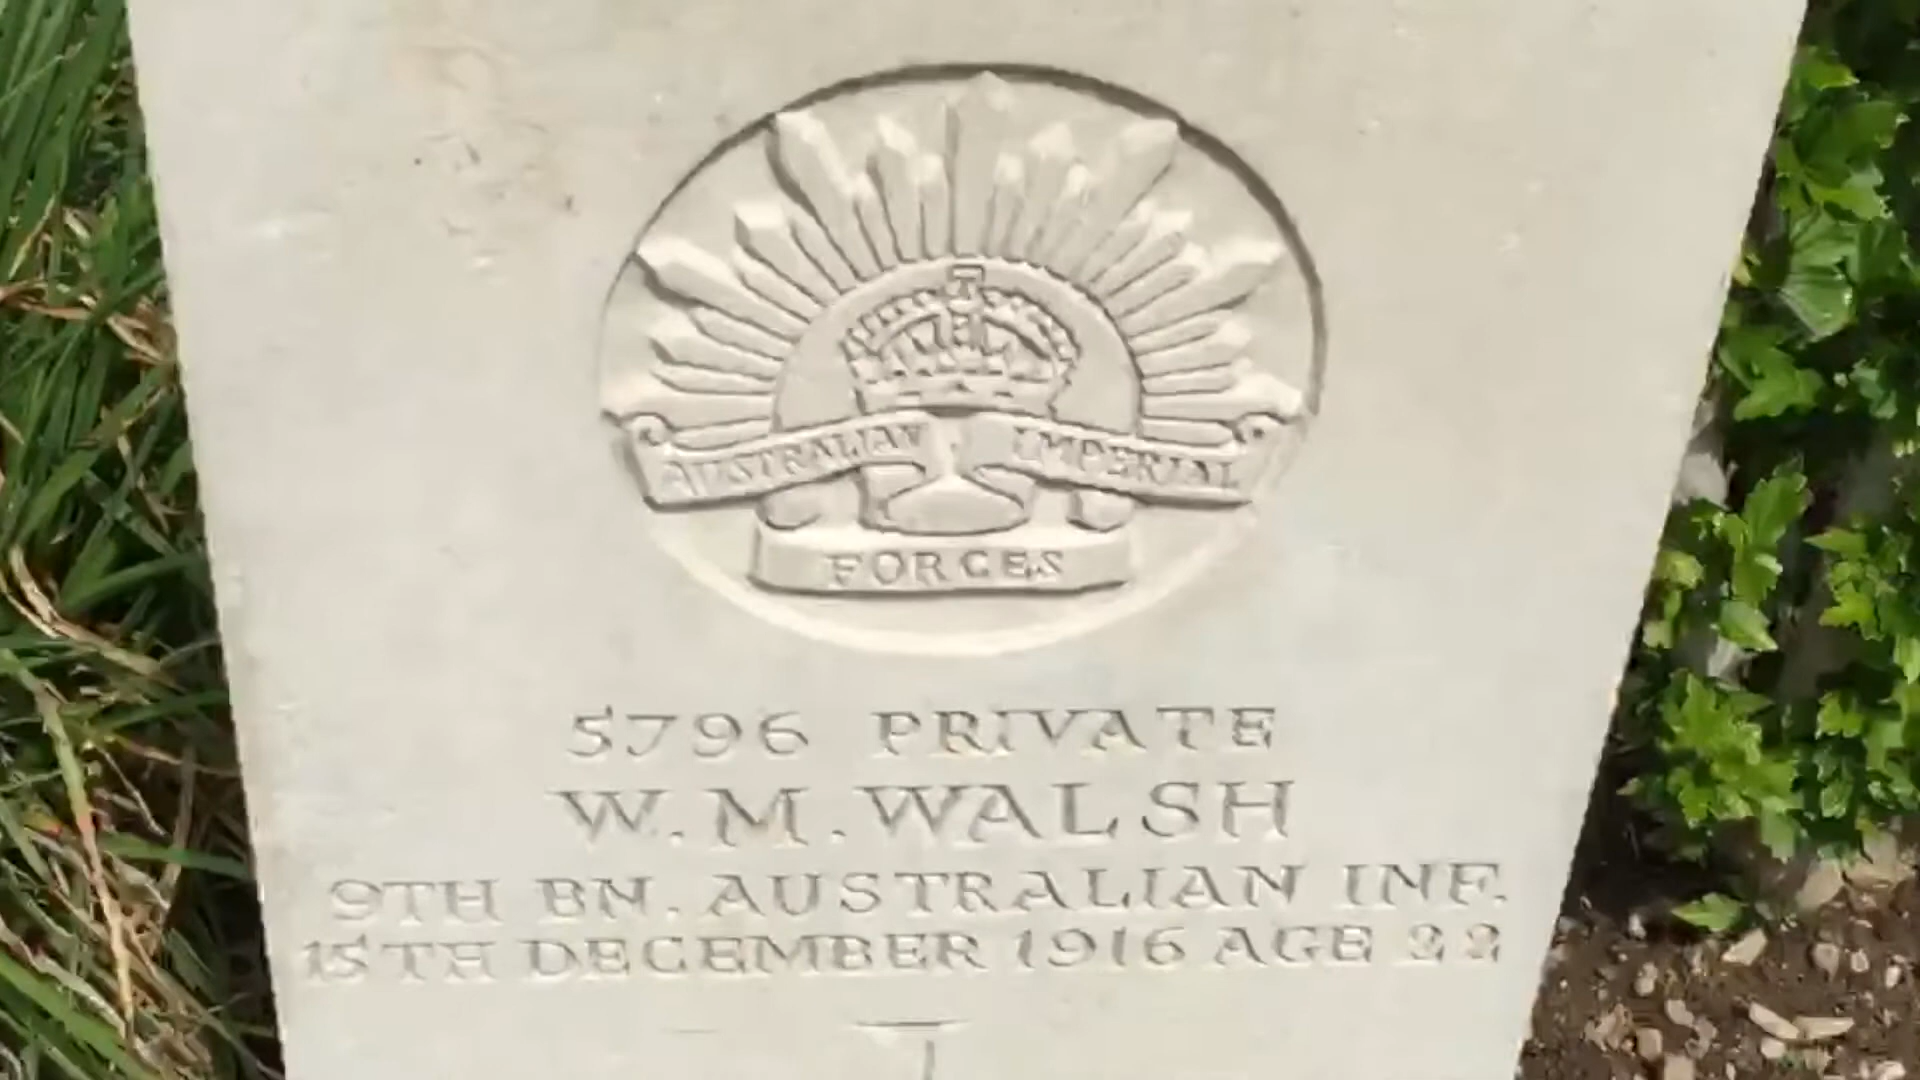 AUSTRALIAN IMPERIAL
FORCES
5796 PRIVATE
W.M.WALSH
9TH BN. AUSTRALIAN INF.
15TH DECEMBER 1916 AGE 22